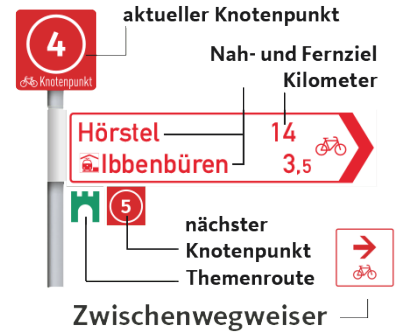 aktueller Knotenpunkt
4
Knotenpunkt
Nah- und Fernziel
Kilometer
Hörstel 14
Ibbenbüren 3,5
5
nächster
Knotenpunkt
Themenroute
Zwischenwegweiser